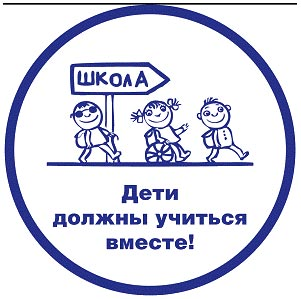 ШКОЛА
Дети
должны учиться
вместе!